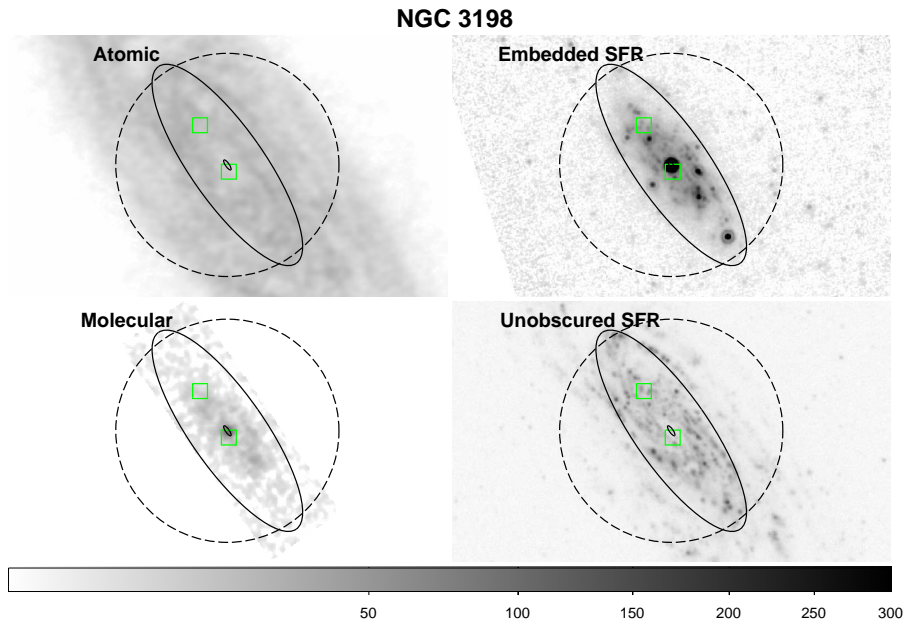 NGC 3198
Atomic
Embedded SFR
Molecular
Unobscured SFR
50 100 150 200 250 300